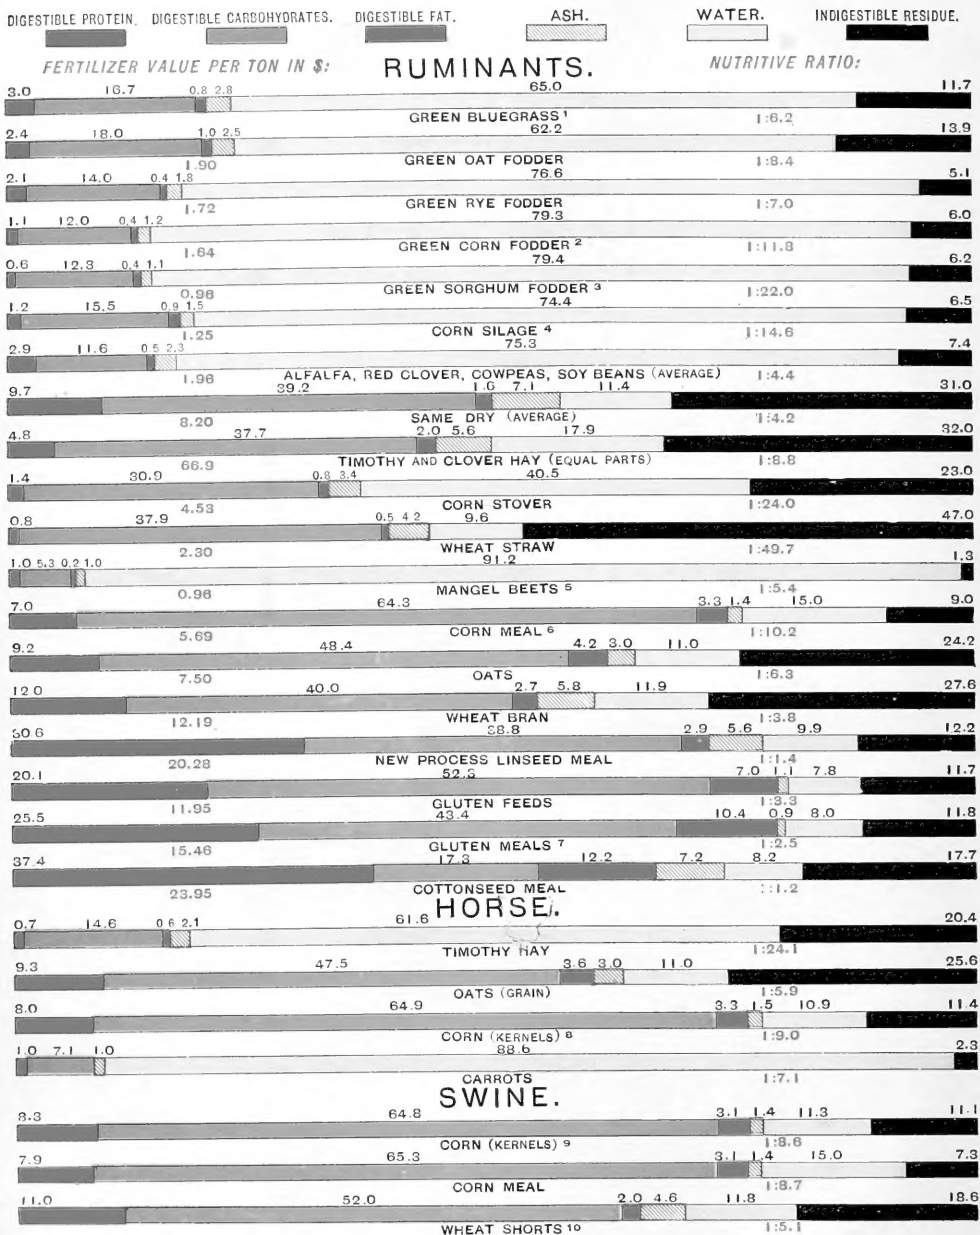 DIGESTIBLE PROTEIN. DIGESTIBLE CARBOHYDRATES. DIGESTIBLE FAT. ASH. WATER. INDIGESTIBLE RESIDUE.
FERTILIZER VALUE PER TON IN $: RUMINANTS. NUTRITIVE RATIO:
3.0 16.7 0.8 2.8 65.0 11.7
GREEN BLUEGRASS 1 1:6.2
2.4 18.0 1.0 2.5 62.2 13.9
1.90 GREEN OAT FODDER 1:8.4
2.1 14.0 0.4 1.8 76.6 5.1
1.72 GREEN RYE FODDER 1:7.0
1.1 12.0 0.4 1.2 79.3 6.0
1.64 GREEN CORN FODDER 2 1:11.8
0.6 12.3 0.4 1.1 79.4 6.2
0.96 GREEN SORGHUM FODDER 3 1:22.0
1.2 15.5 0.9 1.5 74.4 6.5
1.25 CORN SILAGE 4 1:14.6
2.9 11.6 0.5 2.3 75.3 7.4
1.96 ALFALFA, RED CLOVER, COWPEAS, SOY BEANS (AVERAGE) 1:4.4
9.7 39.2 1.6 7.1 11.4 31.0
8.20 SAME DRY (AVERAGE) 1:4.2
4.8 37.7 2.0 5.6 17.9 32.0
66.9 TIMOTHY AND CLOVER HAY (EQUAL PARTS) 1:8.8
1.4 30.9 0.8 3.4 40.5 23.0
4.53 CORN STOVER 1:24.0
0.8 37.9 0.5 4.2 9.6 47.0
2.30 WHEAT STRAW 1:49.7
1.0 5.3 0.2 1.0 91.2 1.3
0.96 MANGEL BEETS 5 1:5.4
7.0 64.3 3.3 1.4 15.0 9.0
5.69 CORN MEAL 6 1:10.2
9.2 48.4 4.2 3.0 11.0 24.2
7.50 OATS 1:6.3
12.0 40.0 2.7 5.8 11.9 27.6
12.19 WHEAT BRAN 1:3.8
30.6 38.8 2.9 5.6 9.9 12.2
20.28 NEW PROCESS LINSEED MEAL 1:1.4
20.1 52.3 7.0 1.1 7.8 11.7
11.95 GLUTEN FEEDS 1:3.3
25.5 43.4 10.4 0.9 8.0 11.8
15.46 GLUTEN MEALS 7 1:2.5
37.4 17.3 12.2 7.2 8.2 17.7
23.95 COTTONSEED MEAL 1:1.2
HORSE.
0.7 14.6 0.6 2.1 61.6 20.4
TIMOTHY HAY 1:24.1
9.3 47.5 3.6 3.0 11.0 25.6
OATS (GRAIN) 1:5.9
8.0 64.9 3.3 1.5 10.9 11.4
CORN (KERNELS) 8 1:9.0
1.0 7.1 1.0 88.6 2.3
CARROTS 1:7.1
SWINE.
8.3 64.8 3.1 1.4 11.3 11.1
CORN (KERNELS) 9 1:8.6
7.9 65.3 3.1 1.4 15.0 7.3
CORN MEAL 1:8.7
11.0 52.0 2.0 4.6 11.8 18.6
WHEAT SHORTS 10 1:5.1